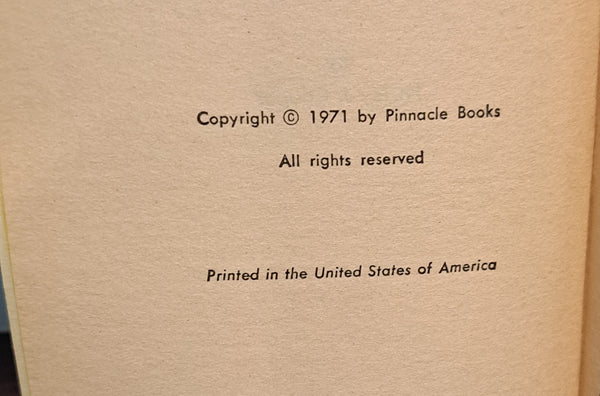 Copyright © 1971 by Pinnacle Books
All rights reserved
Printed in the United States of America